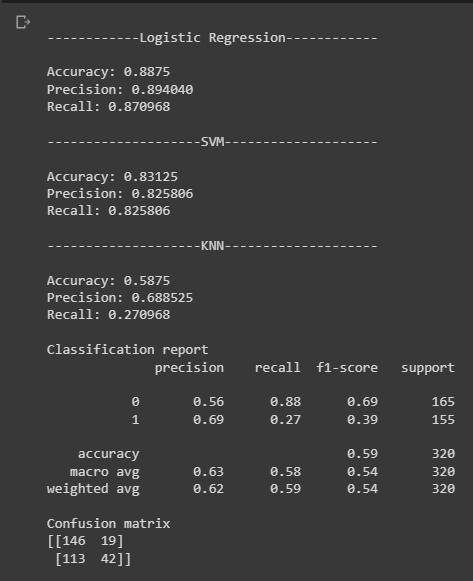 ------------Logistic Regression------------
Accuracy: 0.8875
Precision: 0.894040
Recall: 0.870968
--------------------SVM--------------------
Accuracy: 0.83125
Precision: 0.825806
Recall: 0.825806
--------------------KNN--------------------
Accuracy: 0.5875
Precision: 0.688525
Recall: 0.270968
Classification report
              precision    recall  f1-score   support
           0       0.56      0.88      0.69       165
           1       0.69      0.27      0.39       155
    accuracy                           0.59       320
   macro avg       0.63      0.58      0.54       320
weighted avg       0.62      0.59      0.54       320
Confusion matrix
[[146  19]
 [113  42]]